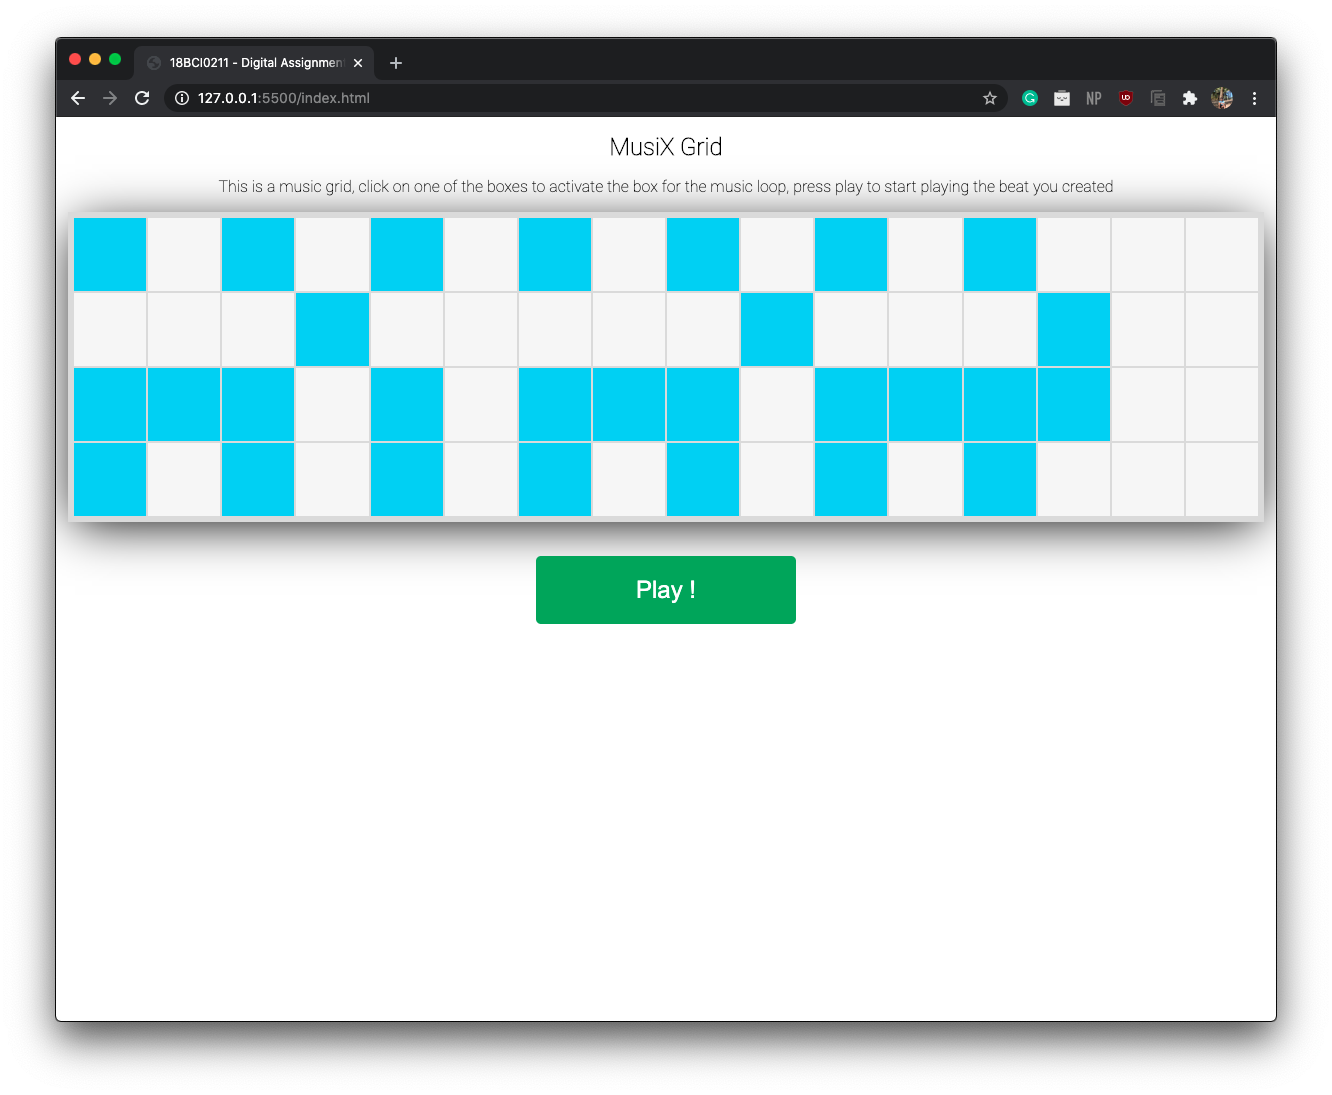 18BCI0211 - Digital Assignmen
127.0.0.1:5500/index.html
NP
UD
MusiX Grid
This is a music grid, click on one of the boxes to activate the box for the music loop, press play to start playing the beat you created
Play !